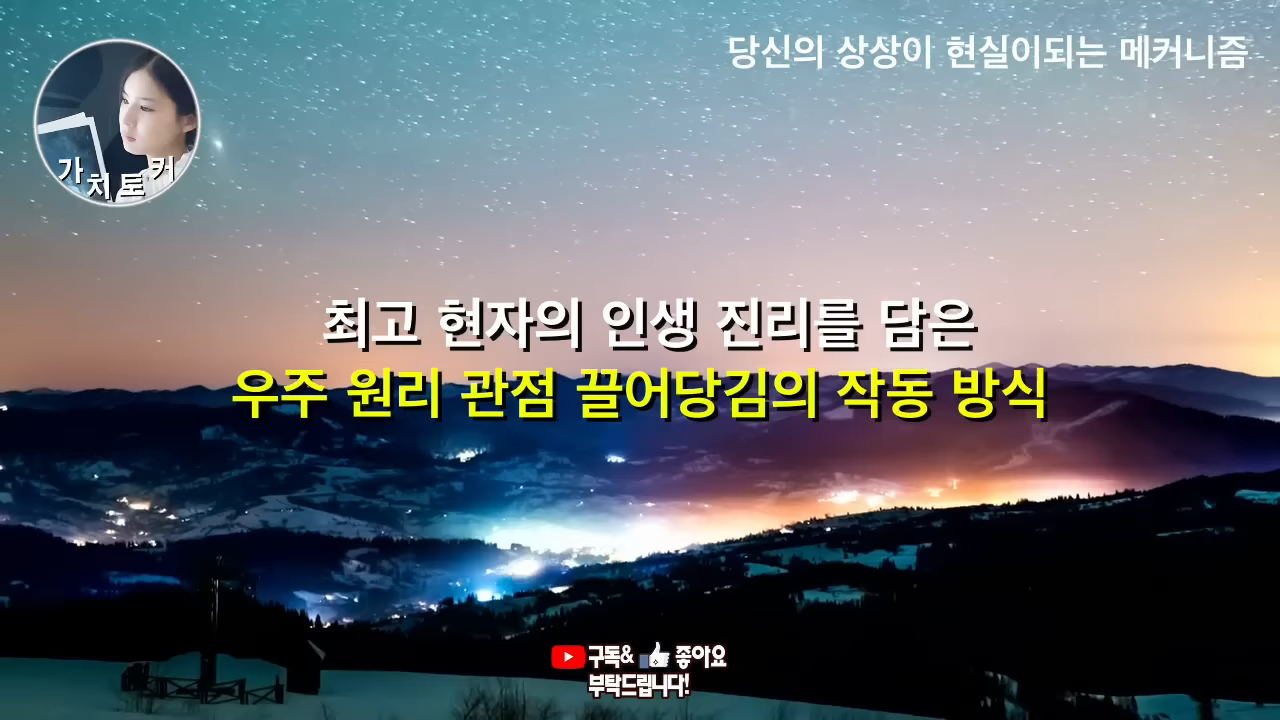 당신의 상상이 현실이되는 메커니즘
가치토커
최고 현자의 인생 진리를 담은
우주 원리 관점 끌어당김의 작동 방식
구독& 좋아요
부탁드립니다!